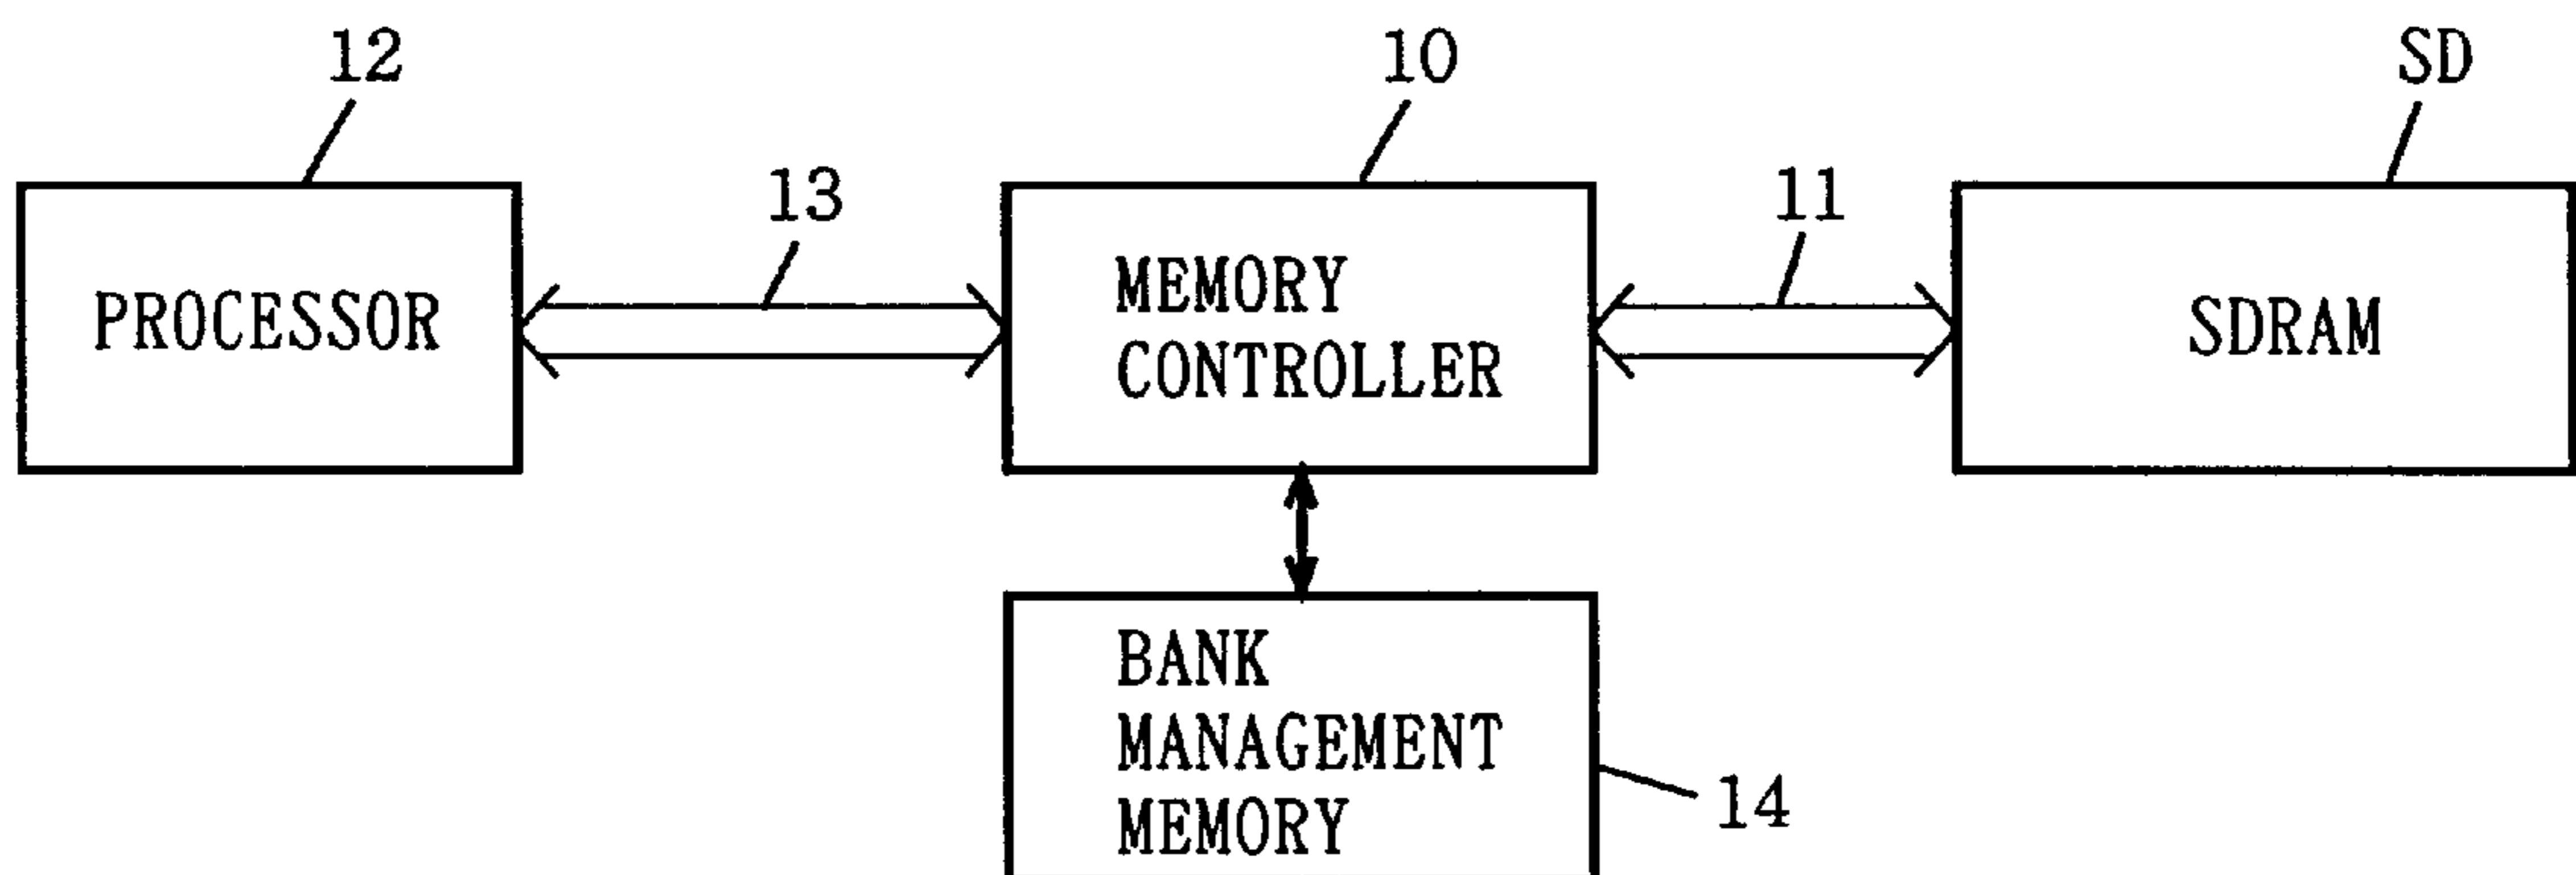 12
10
SD
13
11
PROCESSOR
MEMORY
CONTROLLER
SDRAM
BANK
MANAGEMENT
MEMORY
14